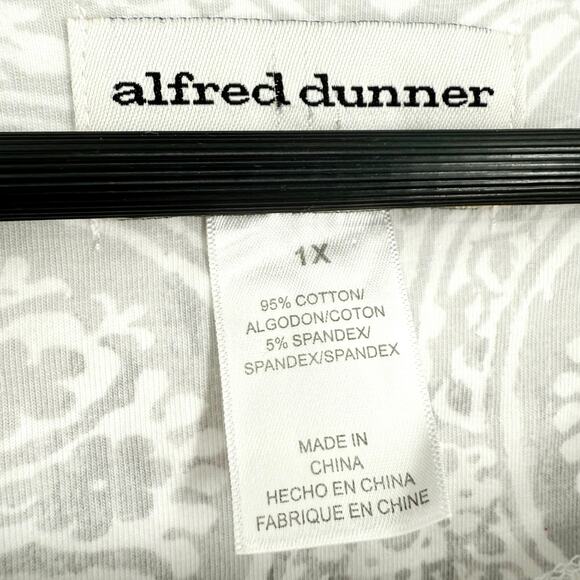 alfred dunner
1X
95% COTTON/
ALGODON/COTON
5% SPANDEX/
SPANDEX/SPANDEX
MADE IN
CHINA
HECHO EN CHINA
FABRIQUE EN CHINE